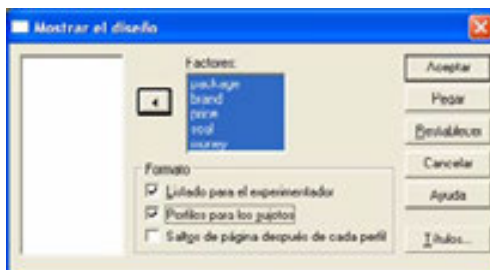 Mostrar el diseño
Factores:
package
brand
price
seal
money
Formato
Listado para el experimentador
Perfiles para los sujetos
Saltos de página después de cada perfil
Aceptar
Pegar
Restablecer
Cancelar
Ayuda
Títulos...